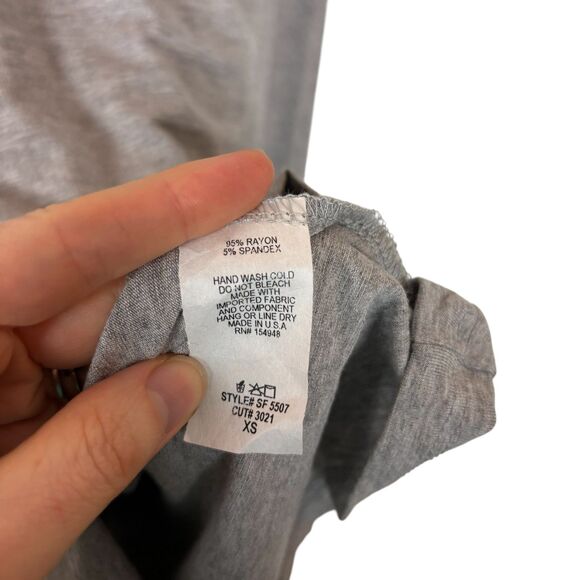 95% RAYON
5% SPANDEX
HAND WASH COLD
DO NOT BLEACH
MADE WITH
IMPORTED FABRIC
AND COMPONENT
HANG OR LINE DRY
MADE IN U.S.A
RN# 154948
STYLE# SF 5507
CUT# 3021
XS